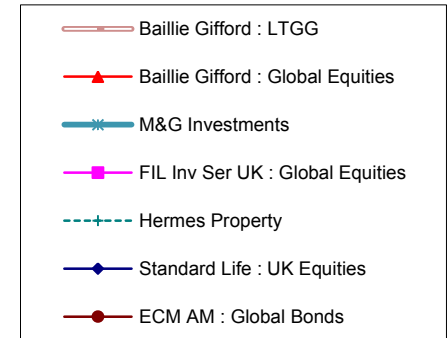 Baillie Gifford : LTGG
Baillie Gifford : Global Equities
M&G Investments
FIL Inv Ser UK : Global Equities
Hermes Property
Standard Life : UK Equities
ECM AM : Global Bonds